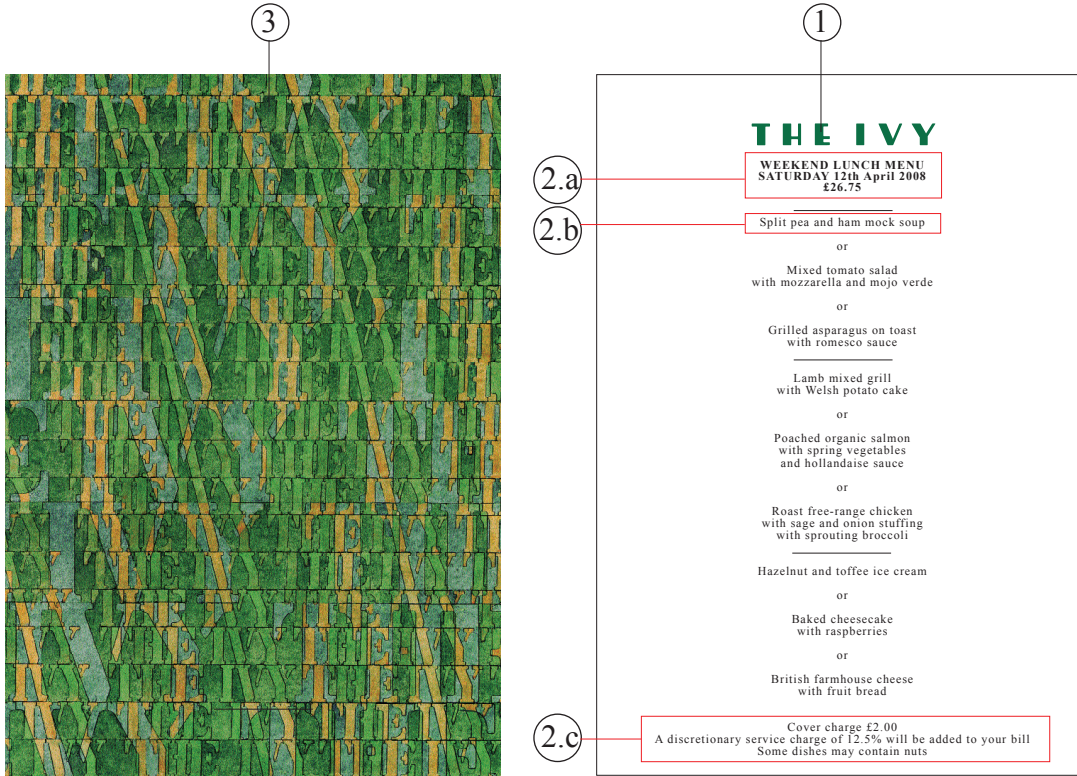 3
1
THE IVY
2.a
WEEKEND LUNCH MENU
SATURDAY 12th April 2008
£26.75
2.b
Split pea and ham mock soup
or
Mixed tomato salad
with mozzarella and mojo verde
or
Grilled asparagus on toast
with romesco sauce
Lamb mixed grill
with Welsh potato cake
or
Poached organic salmon
with spring vegetables
and hollandaise sauce
or
Roast free-range chicken
with sage and onion stuffing
with sprouting broccoli
Hazelnut and toffee ice cream
or
Baked cheesecake
with raspberries
or
British farmhouse cheese
with fruit bread
2.c
Cover charge £2.00
A discretionary service charge of 12.5% will be added to your bill
Some dishes may contain nuts